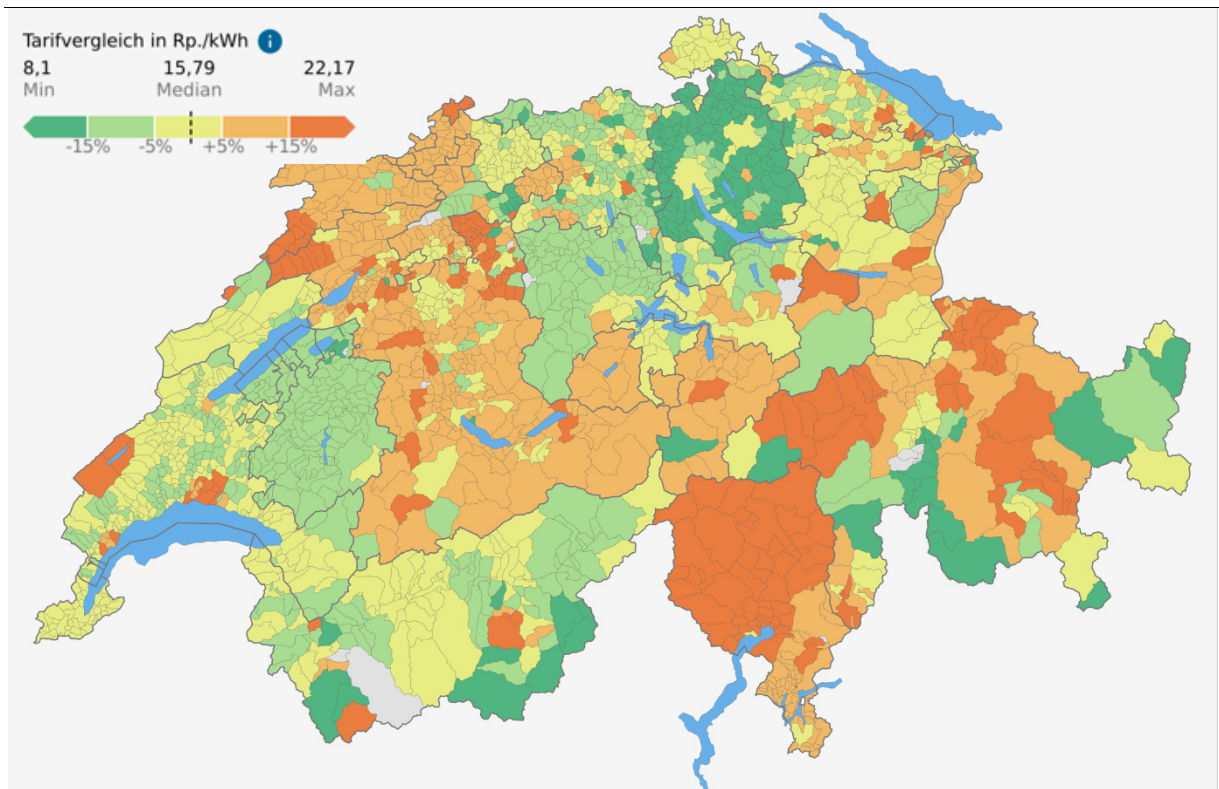 Tarifvergleich in Rp./kWh i
8,1 15,79 22,17
Min Median Max
-15% -5% +5% +15%